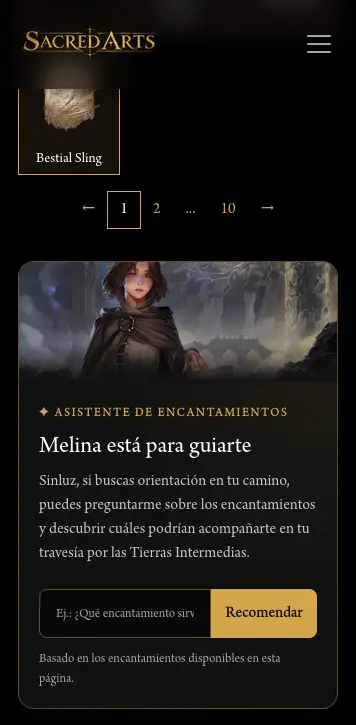 SACRED ARTS
Bestial Sling
← 1 2 ... 10 →
✦ ASISTENTE DE ENCANTAMIENTOS
Melina está para guiarte
Sinluz, si buscas orientación en tu camino,
puedes preguntarme sobre los encantamientos
y descubrir cuáles podrían acompañarte en tu
travesía por las Tierras Intermedias.
Ej.: ¿Qué encantamiento sirv
Recomendar
Basado en los encantamientos disponibles en esta
página.